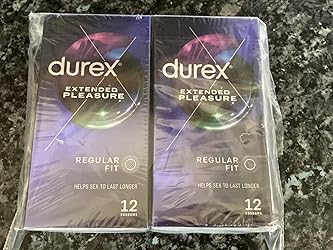 durex
EXTENDED
PLEASURE
REGULAR
FIT
HELPS SEX TO LAST LONGER
12
CONDOMS
durex
EXTENDED
PLEASURE
REGULAR
FIT
HELPS SEX TO LAST LONGER
12
CONDOMS